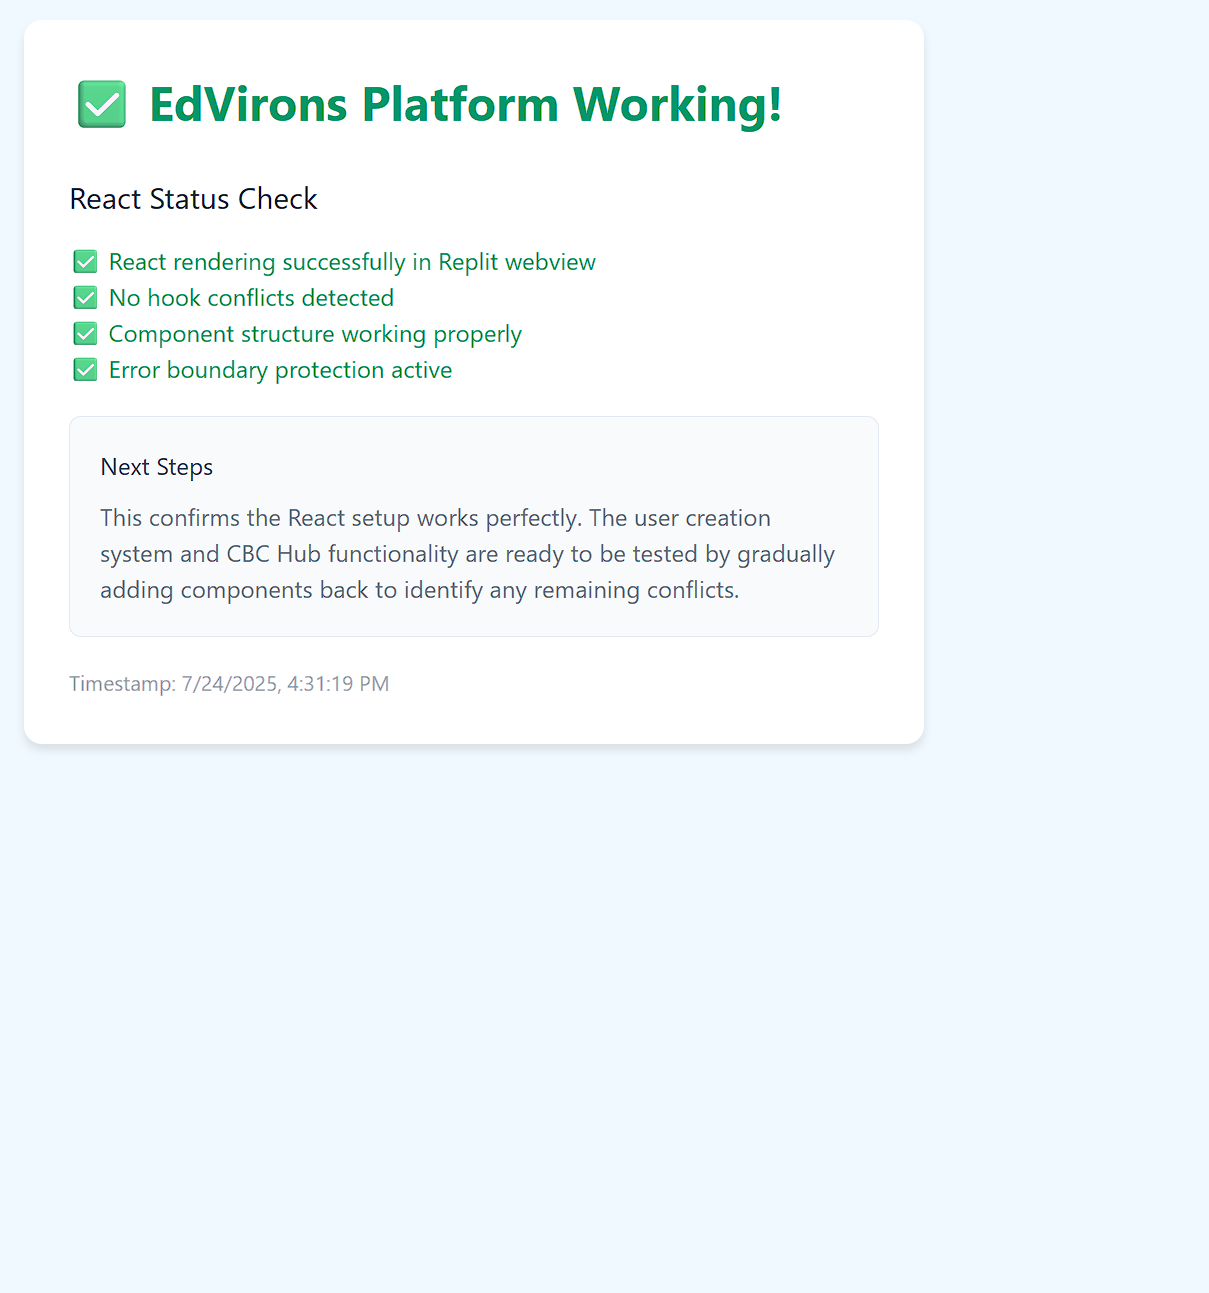 ✅ EdVirons Platform Working!
React Status Check
✅ React rendering successfully in Replit webview
✅ No hook conflicts detected
✅ Component structure working properly
✅ Error boundary protection active
Next Steps
This confirms the React setup works perfectly. The user creation
system and CBC Hub functionality are ready to be tested by gradually
adding components back to identify any remaining conflicts.
Timestamp: 7/24/2025, 4:31:19 PM